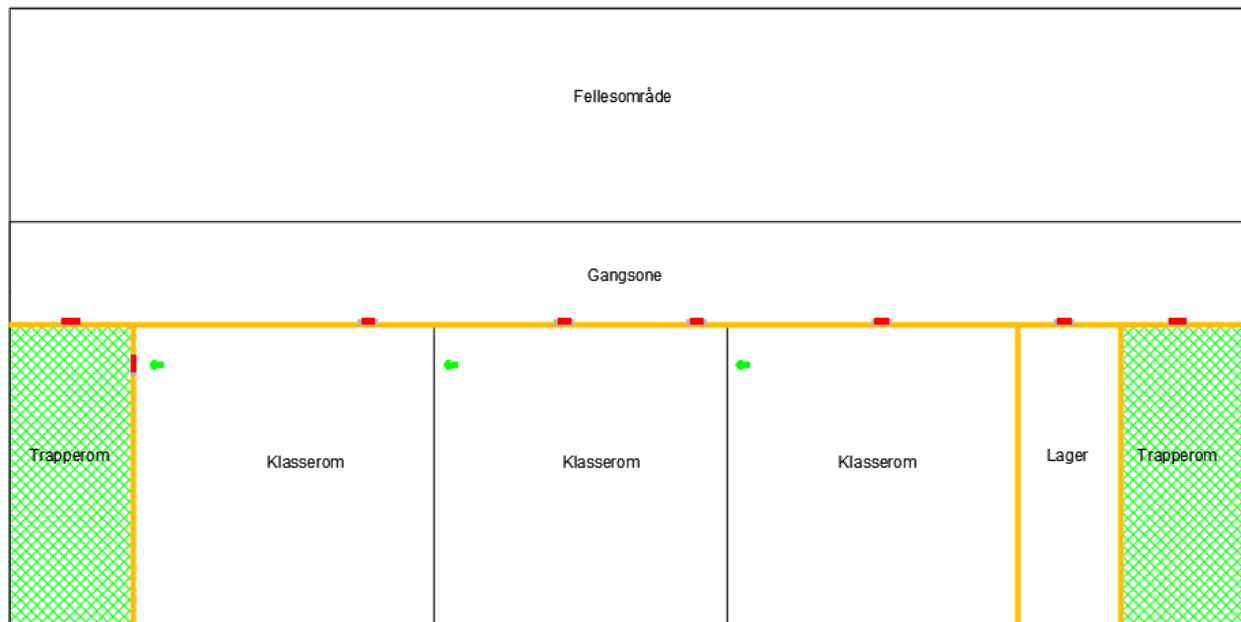 Fellesområde
Gangsone
Trapperom
Klasserom
Klasserom
Klasserom
Lager
Trapperom